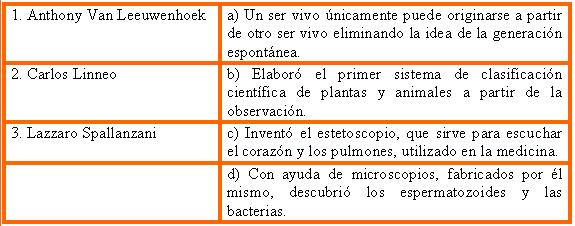 1. Anthony Van Leeuwenhoek
a) Un ser vivo únicamente puede originarse a partir
de otro ser vivo eliminando la idea de la generación
espontánea.
2. Carlos Linneo
b) Elaboró el primer sistema de clasificación
científica de plantas y animales a partir de la
observación.
3. Lazzaro Spallanzani
c) Inventó el estetoscopio, que sirve para escuchar
el corazón y los pulmones, utilizado en la medicina.
d) Con ayuda de microscopios, fabricados por él
mismo, descubrió los espermatozoides y las
bacterias.